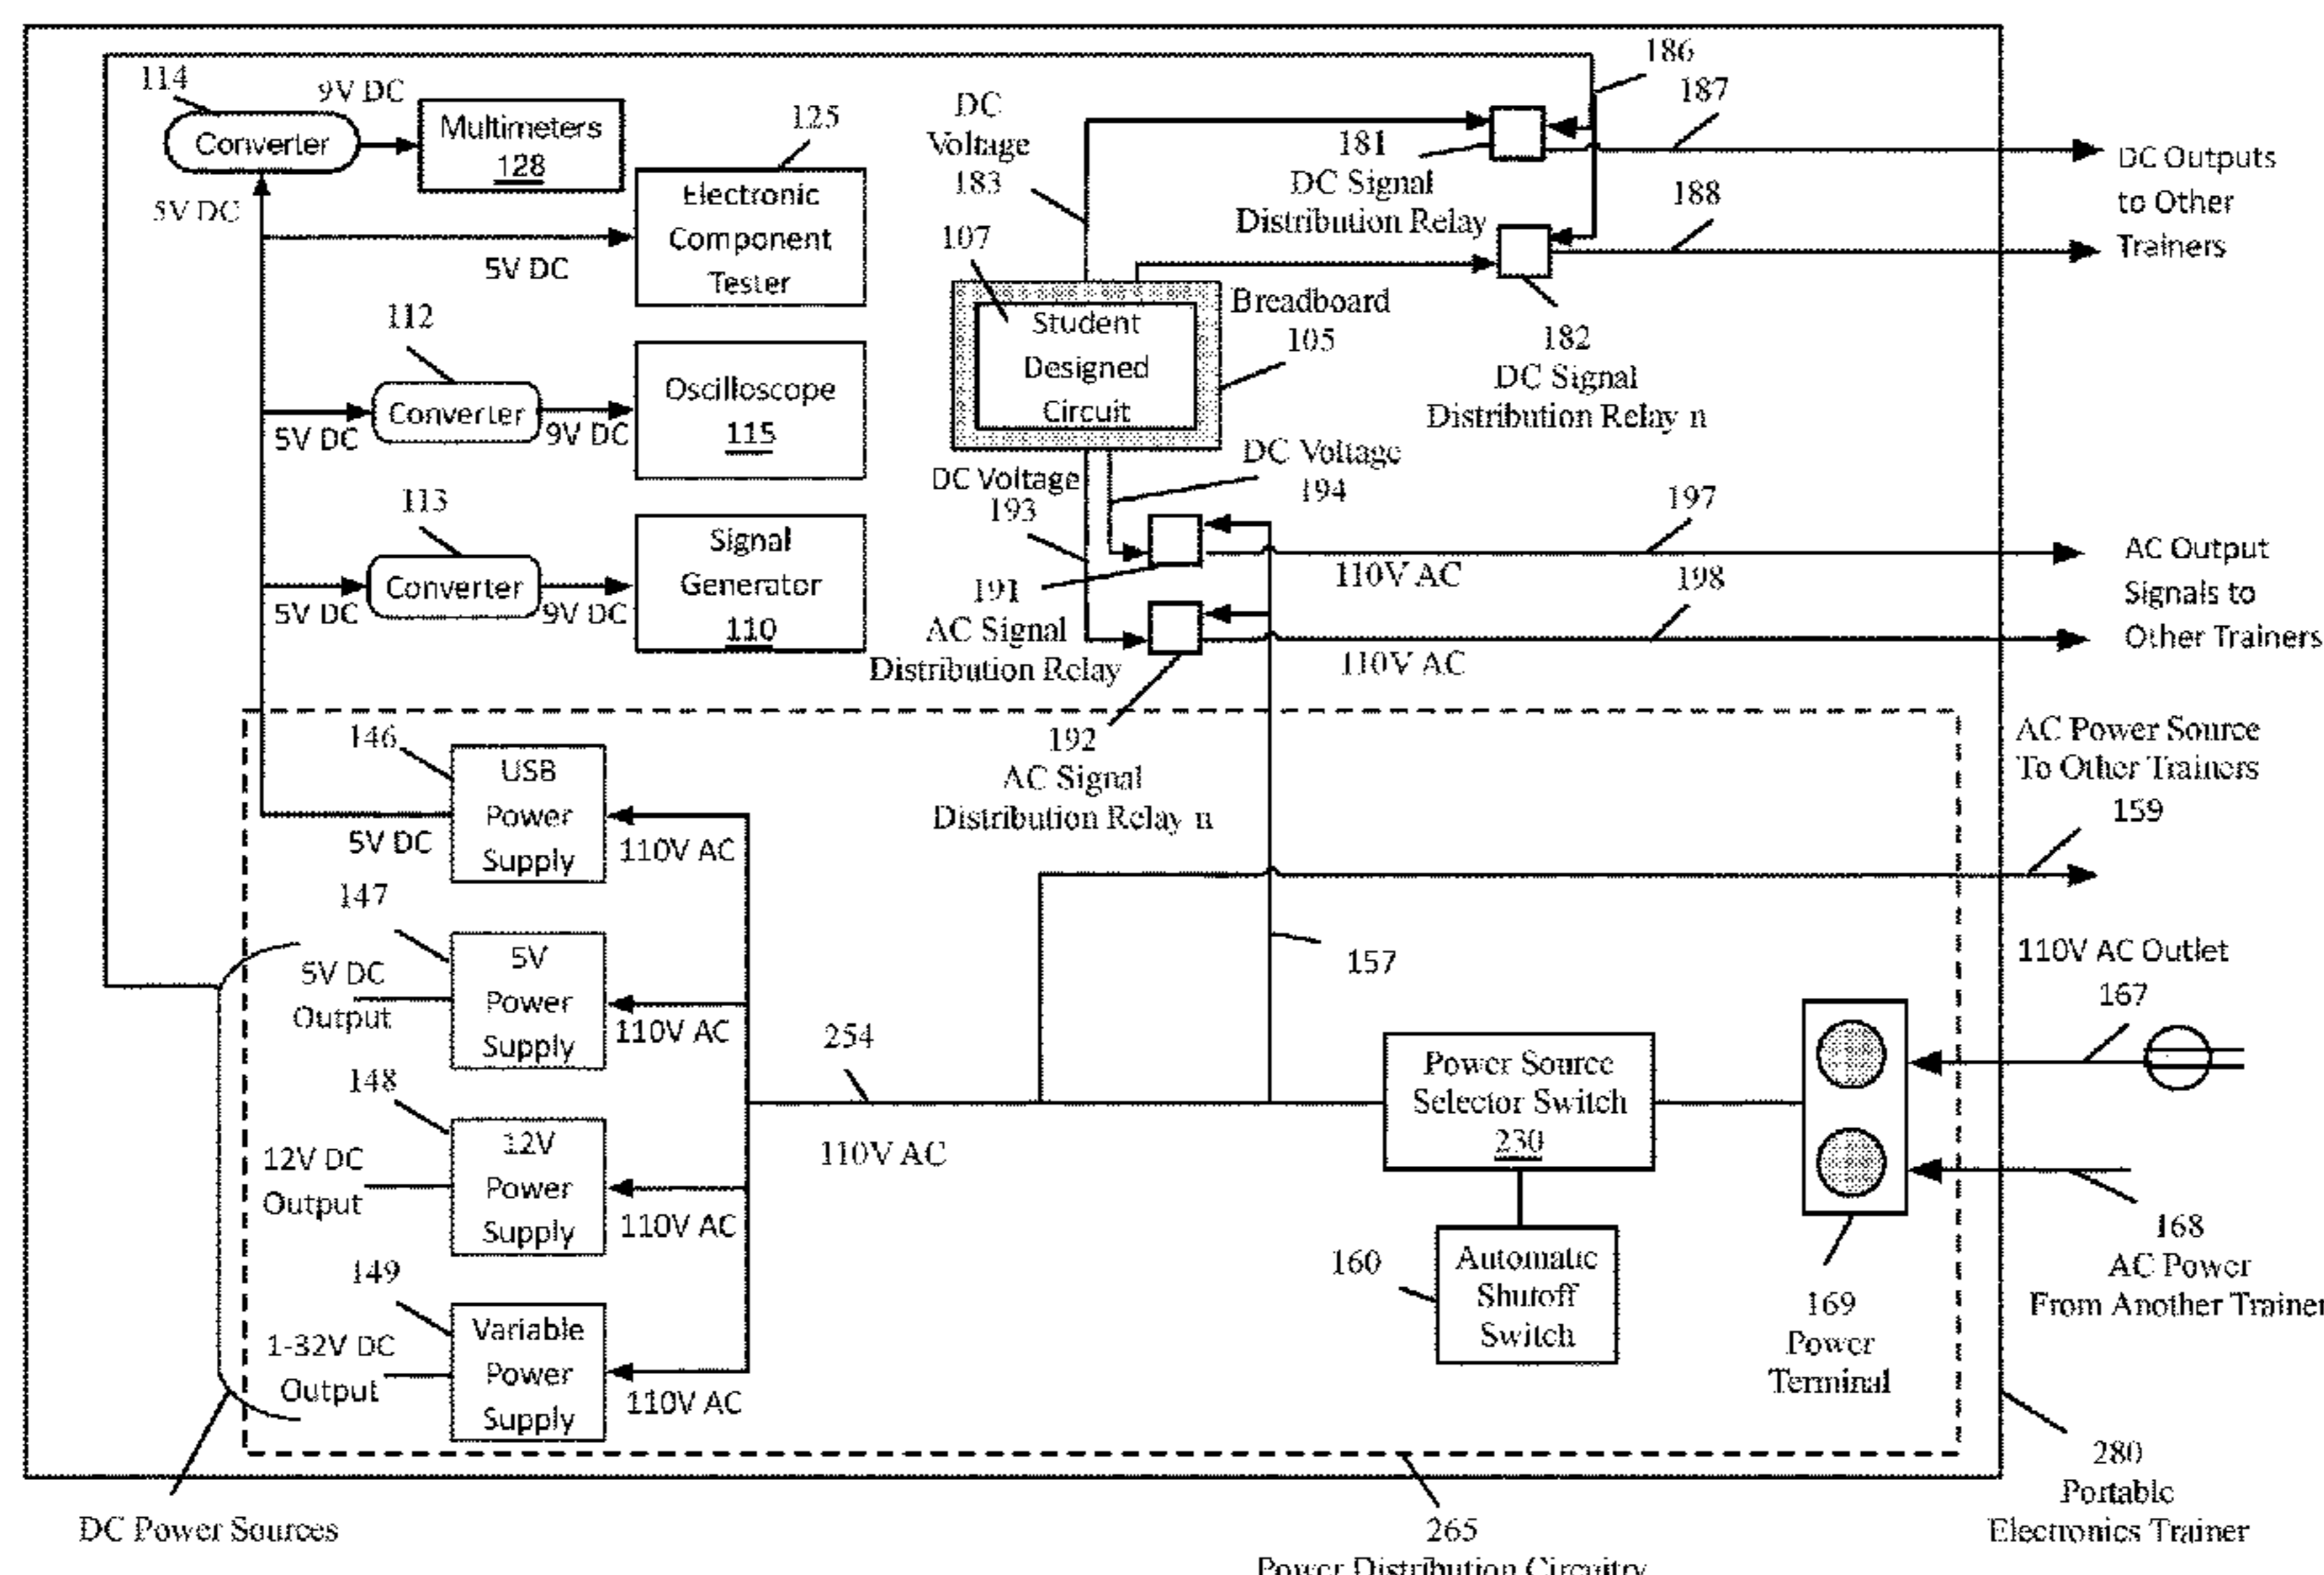 114
9V DC
Converter
Multimeters
128
5V DC
125
Electronic
Component
Tester
5V DC
112
Converter
5V DC
9V DC
Oscilloscope
115
113
Converter
5V DC
9V DC
Signal
Generator
110
DC
Voltage
183
107
Student
Designed
Circuit
Breadboard
105
181
DC Signal
Distribution Relay
186
187
188
DC Outputs
to Other
Trainers
182
DC Signal
Distribution Relay n
DC Voltage
193
DC Voltage
194
191
AC Signal
Distribution Relay
197
110V AC
198
110V AC
AC Output
Signals to
Other Trainers
192
AC Signal
Distribution Relay n
146
USB
Power
Supply
5V DC
110V AC
147
5V
Power
Supply
5V DC
Output
110V AC
148
12V
Power
Supply
12V DC
Output
110V AC
149
Variable
Power
Supply
1-32V DC
Output
110V AC
254
110V AC
157
AC Power Source
To Other Trainers
159
110V AC Outlet
167
Power Source
Selector Switch
230
160
Automatic
Shutoff
Switch
169
Power
Terminal
168
AC Power
From Another Trainer
280
Portable
Electronics Trainer
DC Power Sources
265
Power Distribution Circuitry